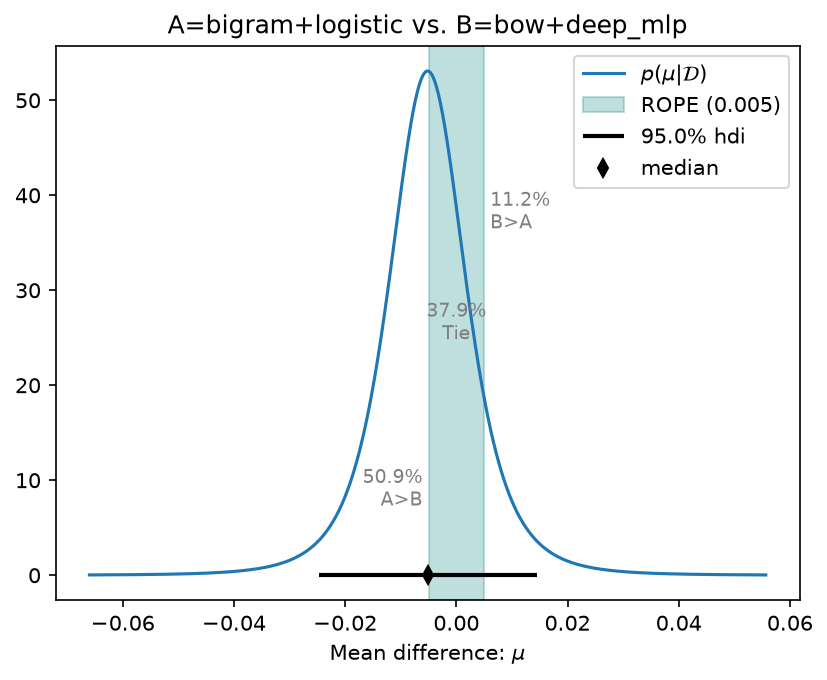 A=bigram+logistic vs. B=bow+deep_mlp
p(μ|𝒟)
ROPE (0.005)
95.0% hdi
median
50
40
30
20
10
0
11.2%
B>A
37.9%
Tie
50.9%
A>B
−0.06
−0.04
−0.02
0.00
0.02
0.04
0.06
Mean difference: μ